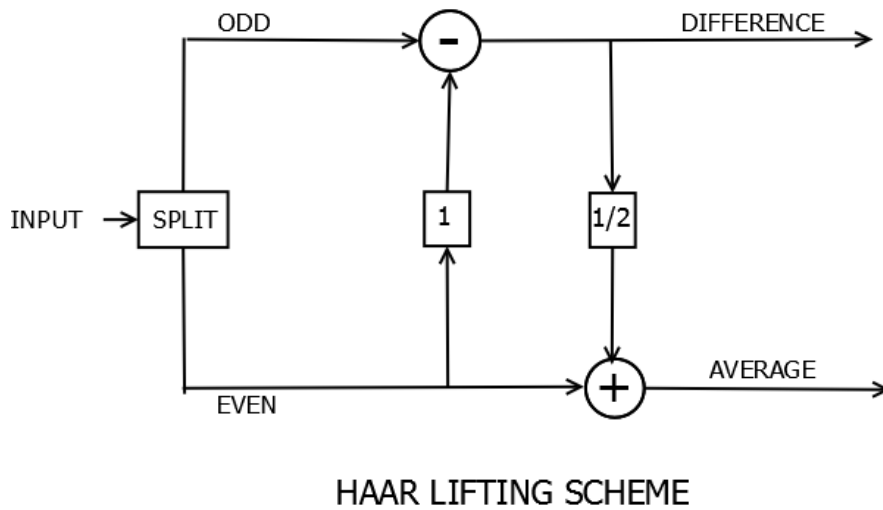 ODD
-
DIFFERENCE
INPUT
SPLIT
1
1/2
EVEN
+
AVERAGE
HAAR LIFTING SCHEME